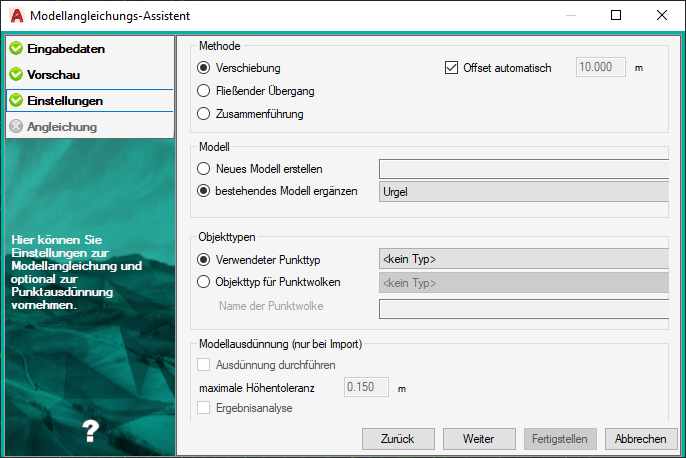 Modellangleichungs-Assistent
Eingabedaten
Vorschau
Einstellungen
Angleichung
Hier können Sie
Einstellungen zur
Modellangleichung und
optional zur
Punktausdünnung
vornehmen.
?
Methode
Verschiebung
Offset automatisch 10.000 m
Fließender Übergang
Zusammenführung
Modell
Neues Modell erstellen
bestehendes Modell ergänzen Urgel
Objekttypen
Verwendeter Punkttyp <kein Typ>
Objekttyp für Punktwolken <kein Typ>
Name der Punktwolke
Modellausdünnung (nur bei Import)
Ausdünnung durchführen
maximale Höhentoleranz 0.150 m
Ergebnisanalyse
Zurück Weiter Fertigstellen Abbrechen